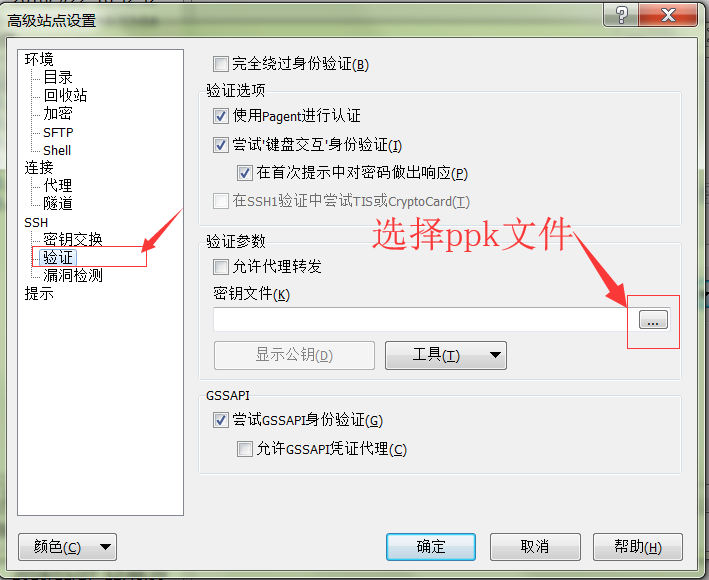 高级站点设置
环境
目录
回收站
加密
SFTP
Shell
连接
代理
隧道
SSH
密钥交换
验证
漏洞检测
提示
完全绕过身份验证(B)
验证选项
使用Pagent进行认证
尝试'键盘交互'身份验证(I)
在首次提示中对密码做出响应(P)
在SSH1验证中尝试TIS或CryptoCard(T)
选择ppk文件
验证参数
允许代理转发
密钥文件(K)
...
显示公钥(D)
工具(T)
GSSAPI
尝试GSSAPI身份验证(G)
允许GSSAPI凭证代理(C)
颜色(C)
确定
取消
帮助(H)